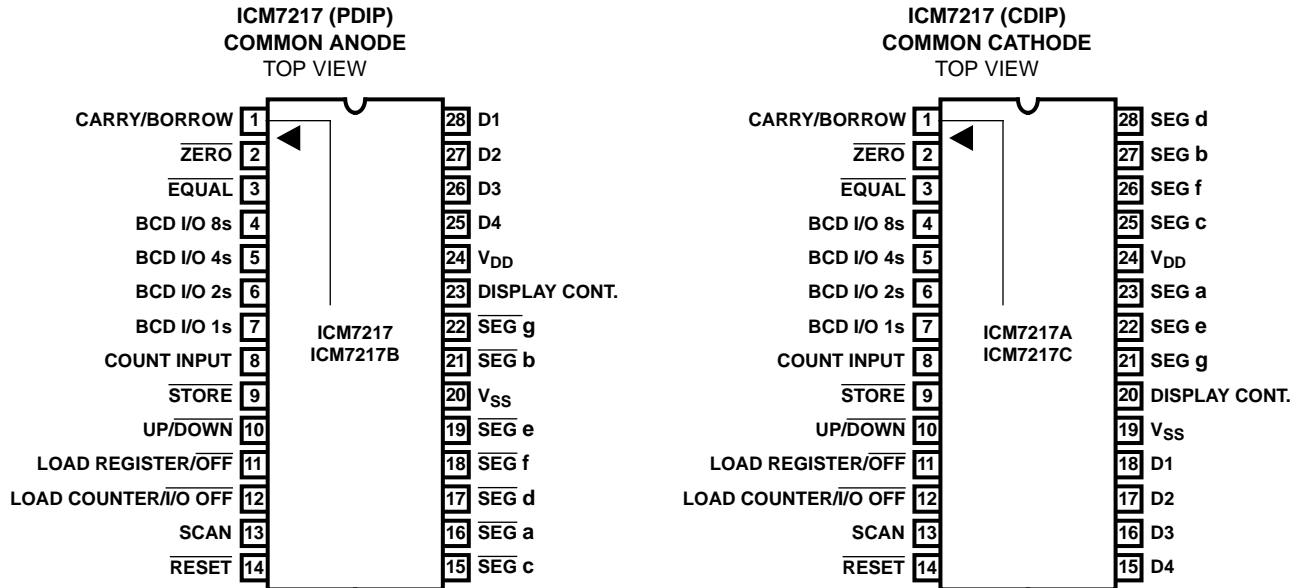 ICM7217 (PDIP)
COMMON ANODE
TOP VIEW
CARRY/BORROW 1
ZERO 2
EQUAL 3
BCD I/O 8s 4
BCD I/O 4s 5
BCD I/O 2s 6
BCD I/O 1s 7
COUNT INPUT 8
STORE 9
UP/DOWN 10
LOAD REGISTER/OFF 11
LOAD COUNTER/I/O OFF 12
SCAN 13
RESET 14
ICM7217
ICM7217B
28 D1
27 D2
26 D3
25 D4
24 VDD
23 DISPLAY CONT.
22 SEG g
21 SEG b
20 VSS
19 SEG e
18 SEG f
17 SEG d
16 SEG a
15 SEG c
ICM7217 (CDIP)
COMMON CATHODE
TOP VIEW
CARRY/BORROW 1
ZERO 2
EQUAL 3
BCD I/O 8s 4
BCD I/O 4s 5
BCD I/O 2s 6
BCD I/O 1s 7
COUNT INPUT 8
STORE 9
UP/DOWN 10
LOAD REGISTER/OFF 11
LOAD COUNTER/I/O OFF 12
SCAN 13
RESET 14
ICM7217A
ICM7217C
28 SEG d
27 SEG b
26 SEG f
25 SEG c
24 VDD
23 SEG a
22 SEG e
21 SEG g
20 DISPLAY CONT.
19 VSS
18 D1
17 D2
16 D3
15 D4